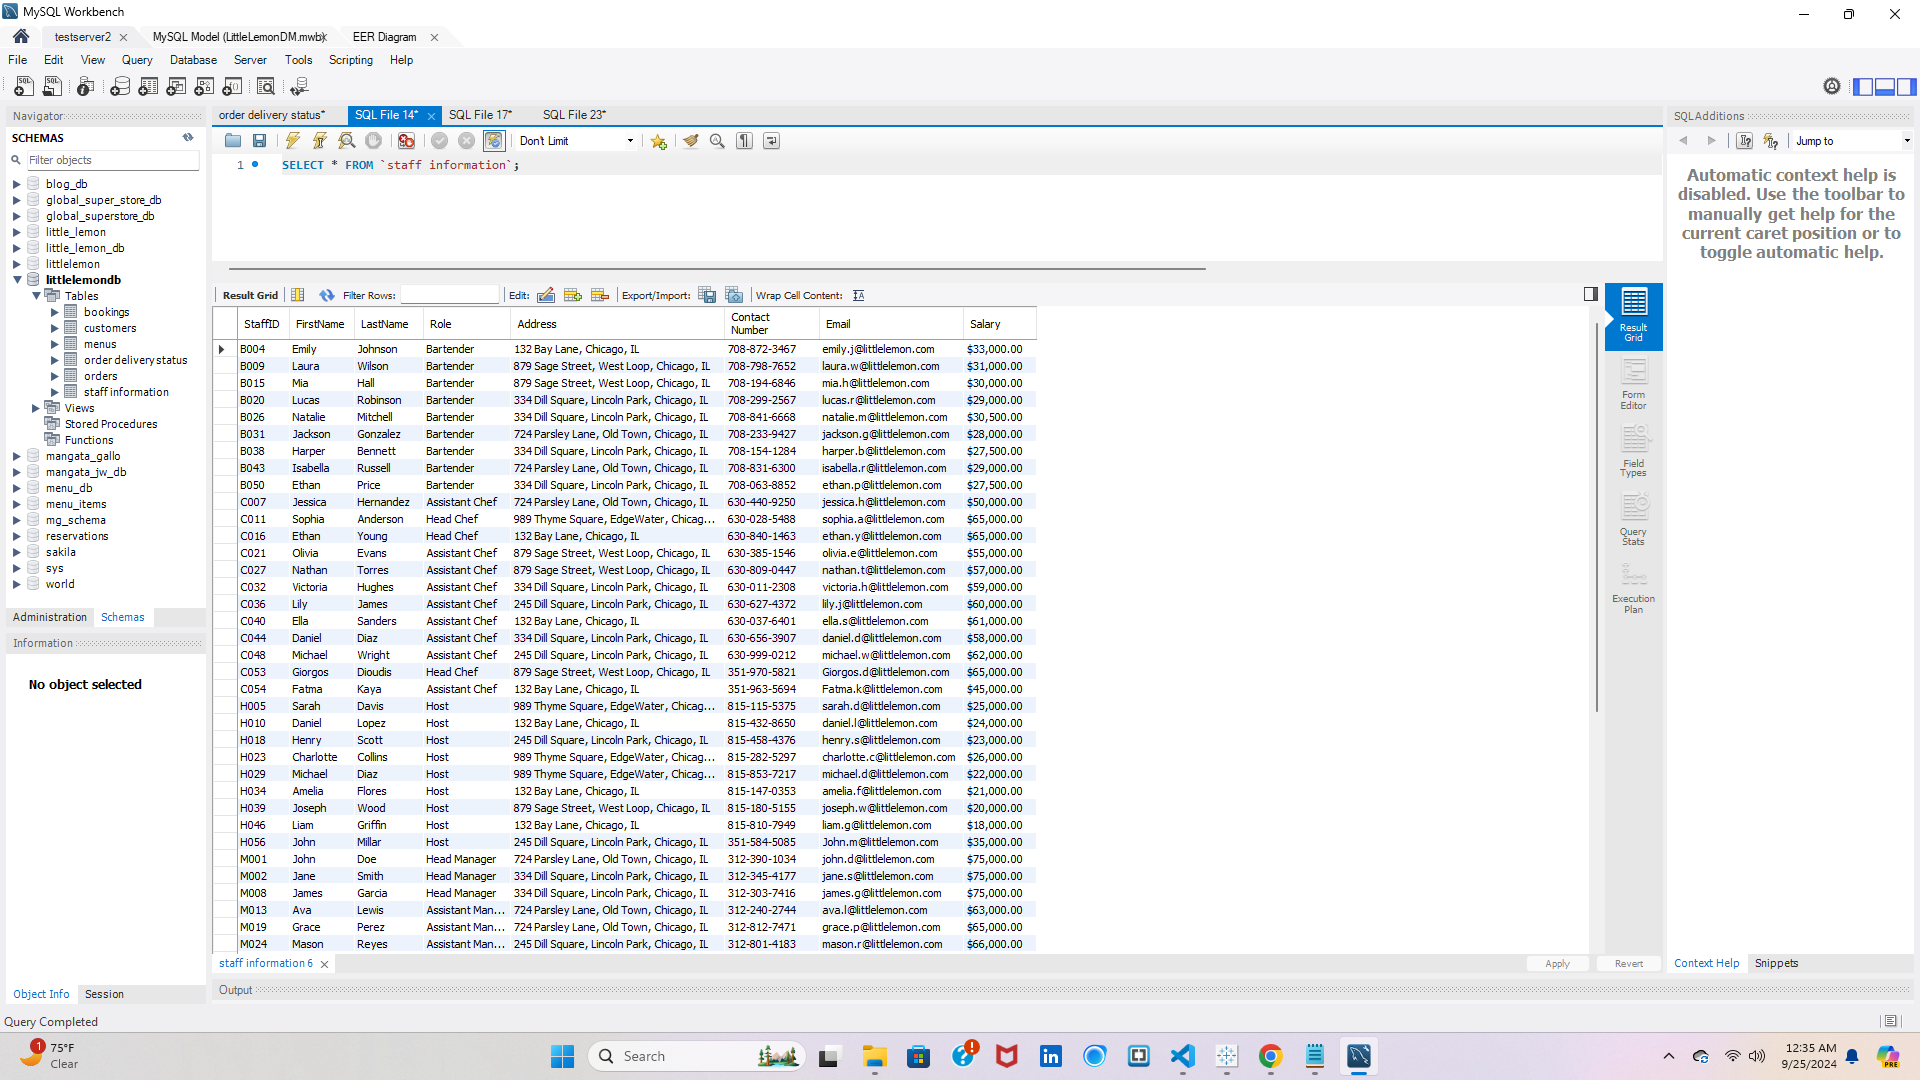 MySQL Workbench
testserver2
MySQL Model (LittleLemonDM.mwb)
EER Diagram
File Edit View Query Database Server Tools Scripting Help
Navigator
SCHEMAS
Filter objects
blog_db
global_super_store_db
global_superstore_db
little_lemon
little_lemon_db
littlelemon
littlelemondb
Tables
bookings
customers
menus
order delivery status
orders
staff information
Views
Stored Procedures
Functions
mangata_gallo
mangata_jw_db
menu_db
menu_items
mg_schema
reservations
sakila
sys
world
Administration Schemas
Information
No object selected
Object Info Session
order delivery status* SQL File 14* SQL File 17* SQL File 23*
Don't Limit
1 SELECT * FROM `staff information`;
Result Grid Filter Rows: Edit: Export/Import: Wrap Cell Content:
StaffID FirstName LastName Role Address Contact Number Email Salary
B004 Emily Johnson Bartender 132 Bay Lane, Chicago, IL 708-872-3467 emily.j@littlelemon.com $33,000.00
B009 Laura Wilson Bartender 879 Sage Street, West Loop, Chicago, IL 708-798-7652 laura.w@littlelemon.com $31,000.00
B015 Mia Hall Bartender 334 Dill Square, Lincoln Park, Chicago, IL 708-194-6846 mia.h@littlelemon.com $30,000.00
B020 Lucas Robinson Bartender 334 Dill Square, Lincoln Park, Chicago, IL 708-299-2567 lucas.r@littlelemon.com $29,000.00
B026 Natalie Mitchell Bartender 334 Dill Square, Lincoln Park, Chicago, IL 708-841-6668 natalie.m@littlelemon.com $30,500.00
B031 Jackson Gonzalez Bartender 724 Parsley Lane, Old Town, Chicago, IL 708-233-9427 jackson.g@littlelemon.com $28,000.00
B038 Harper Bennett Bartender 334 Dill Square, Lincoln Park, Chicago, IL 708-154-1284 harper.b@littlelemon.com $27,500.00
B043 Isabella Russell Bartender 724 Parsley Lane, Old Town, Chicago, IL 708-831-6300 isabella.r@littlelemon.com $29,000.00
B050 Ethan Price Bartender 334 Dill Square, Lincoln Park, Chicago, IL 708-063-8852 ethan.p@littlelemon.com $27,500.00
C007 Jessica Hernandez Assistant Chef 724 Parsley Lane, Old Town, Chicago, IL 630-440-9250 jessica.h@littlelemon.com $50,000.00
C011 Sophia Anderson Head Chef 989 Thyme Square, EdgeWater, Chicag... 630-028-5488 sophia.a@littlelemon.com $65,000.00
C016 Ethan Young Head Chef 132 Bay Lane, Chicago, IL 630-840-1463 ethan.y@littlelemon.com $65,000.00
C021 Olivia Evans Assistant Chef 879 Sage Street, West Loop, Chicago, IL 630-385-1546 olivia.e@littlelemon.com $55,000.00
C027 Nathan Torres Assistant Chef 879 Sage Street, West Loop, Chicago, IL 630-809-0447 nathan.t@littlelemon.com $57,000.00
C032 Victoria Hughes Assistant Chef 334 Dill Square, Lincoln Park, Chicago, IL 630-011-2308 victoria.h@littlelemon.com $59,000.00
C036 Lily James Assistant Chef 245 Dill Square, Lincoln Park, Chicago, IL 630-627-4372 lily.j@littlelemon.com $60,000.00
C040 Ella Sanders Assistant Chef 132 Bay Lane, Chicago, IL 630-037-6401 ella.s@littlelemon.com $61,000.00
C044 Daniel Diaz Assistant Chef 334 Dill Square, Lincoln Park, Chicago, IL 630-656-3907 daniel.d@littlelemon.com $58,000.00
C048 Michael Wright Assistant Chef 245 Dill Square, Lincoln Park, Chicago, IL 630-999-0212 michael.w@littlelemon.com $62,000.00
C053 Giorgos Dioudis Head Chef 879 Sage Street, West Loop, Chicago, IL 351-970-5821 Giorgos.d@littlelemon.com $65,000.00
C054 Fatma Kaya Assistant Chef 132 Bay Lane, Chicago, IL 351-963-5694 Fatma.k@littlelemon.com $45,000.00
H005 Sarah Davis Host 989 Thyme Square, EdgeWater, Chicag... 815-115-5375 sarah.d@littlelemon.com $25,000.00
H010 Daniel Lopez Host 132 Bay Lane, Chicago, IL 815-432-8650 daniel.l@littlelemon.com $24,000.00
H018 Henry Scott Host 245 Dill Square, Lincoln Park, Chicago, IL 815-458-4376 henry.s@littlelemon.com $23,000.00
H023 Charlotte Collins Host 989 Thyme Square, EdgeWater, Chicag... 815-282-5297 charlotte.c@littlelemon.com $26,000.00
H029 Michael Diaz Host 989 Thyme Square, EdgeWater, Chicag... 815-853-7217 michael.d@littlelemon.com $22,000.00
H034 Amelia Flores Host 132 Bay Lane, Chicago, IL 815-147-0353 amelia.f@littlelemon.com $21,000.00
H039 Joseph Wood Host 879 Sage Street, West Loop, Chicago, IL 815-180-5155 joseph.w@littlelemon.com $20,000.00
H046 Liam Griffin Host 132 Bay Lane, Chicago, IL 815-810-7949 liam.g@littlelemon.com $18,000.00
H056 John Millar Host 245 Dill Square, Lincoln Park, Chicago, IL 351-584-5085 John.m@littlelemon.com $35,000.00
M001 John Doe Head Manager 724 Parsley Lane, Old Town, Chicago, IL 312-390-1034 john.d@littlelemon.com $75,000.00
M002 Jane Smith Head Manager 334 Dill Square, Lincoln Park, Chicago, IL 312-345-4177 jane.s@littlelemon.com $75,000.00
M008 James Garcia Head Manager 334 Dill Square, Lincoln Park, Chicago, IL 312-303-7416 james.g@littlelemon.com $75,000.00
M013 Ava Lewis Assistant Man... 724 Parsley Lane, Old Town, Chicago, IL 312-240-2744 ava.l@littlelemon.com $63,000.00
M019 Grace Perez Assistant Man... 724 Parsley Lane, Old Town, Chicago, IL 312-812-7471 grace.p@littlelemon.com $65,000.00
M024 Mason Reyes Assistant Man... 245 Dill Square, Lincoln Park, Chicago, IL 312-801-4183 mason.r@littlelemon.com $66,000.00
staff information 6
Apply Revert
Output
Result
Grid
Form
Editor
Field
Types
Query
Stats
Execution
Plan
SQLAdditions
Jump to
Automatic context help is
disabled. Use the toolbar to
manually get help for the
current caret position or to
toggle automatic help.
Context Help Snippets
Query Completed
1
75°F
Clear
Search
12:35 AM
9/25/2024
PRE